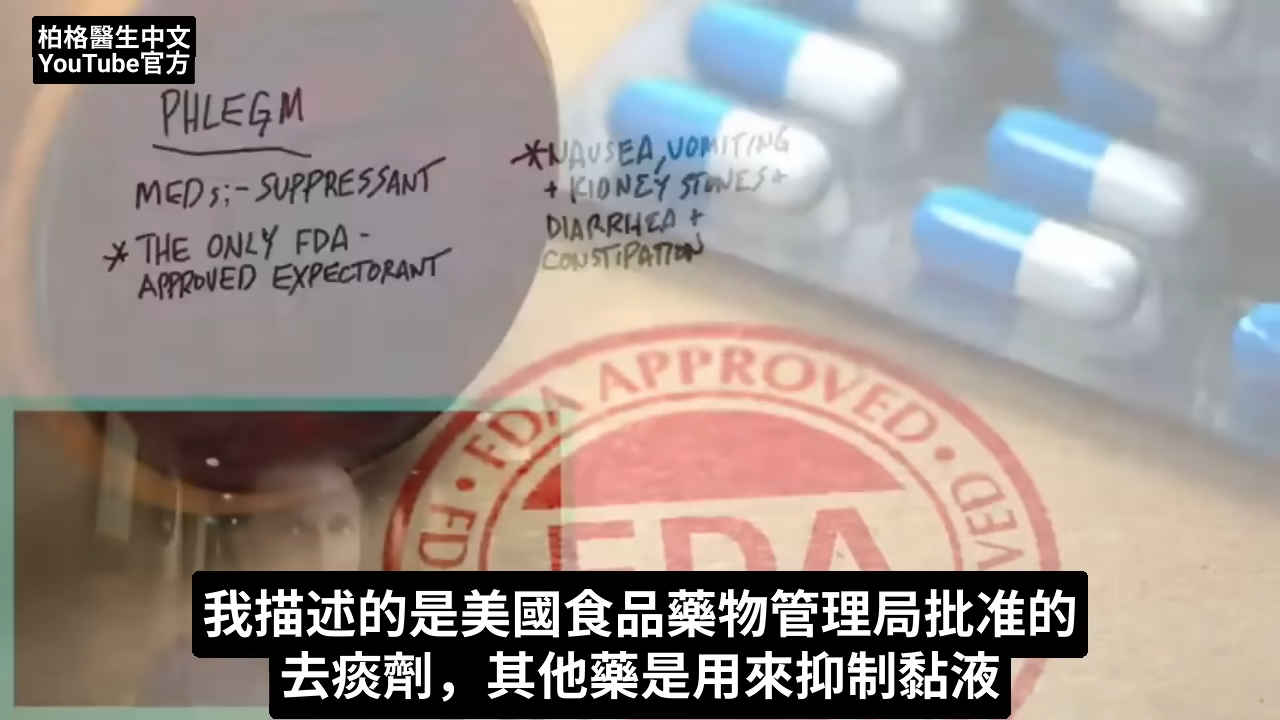 柏格醫生中文
YouTube官方
PHLEGM
MEDS:-SUPPRESSANT
*THE ONLY FDA-
APPROVED EXPECTORANT
*NAUSEA, VOMITING
+ KIDNEY STONES +
DIARRHEA +
CONSTIPATION
FD • FDA APPROVED • VED
FDA
我描述的是美國食品藥物管理局批准的
去痰劑，其他藥是用來抑制黏液